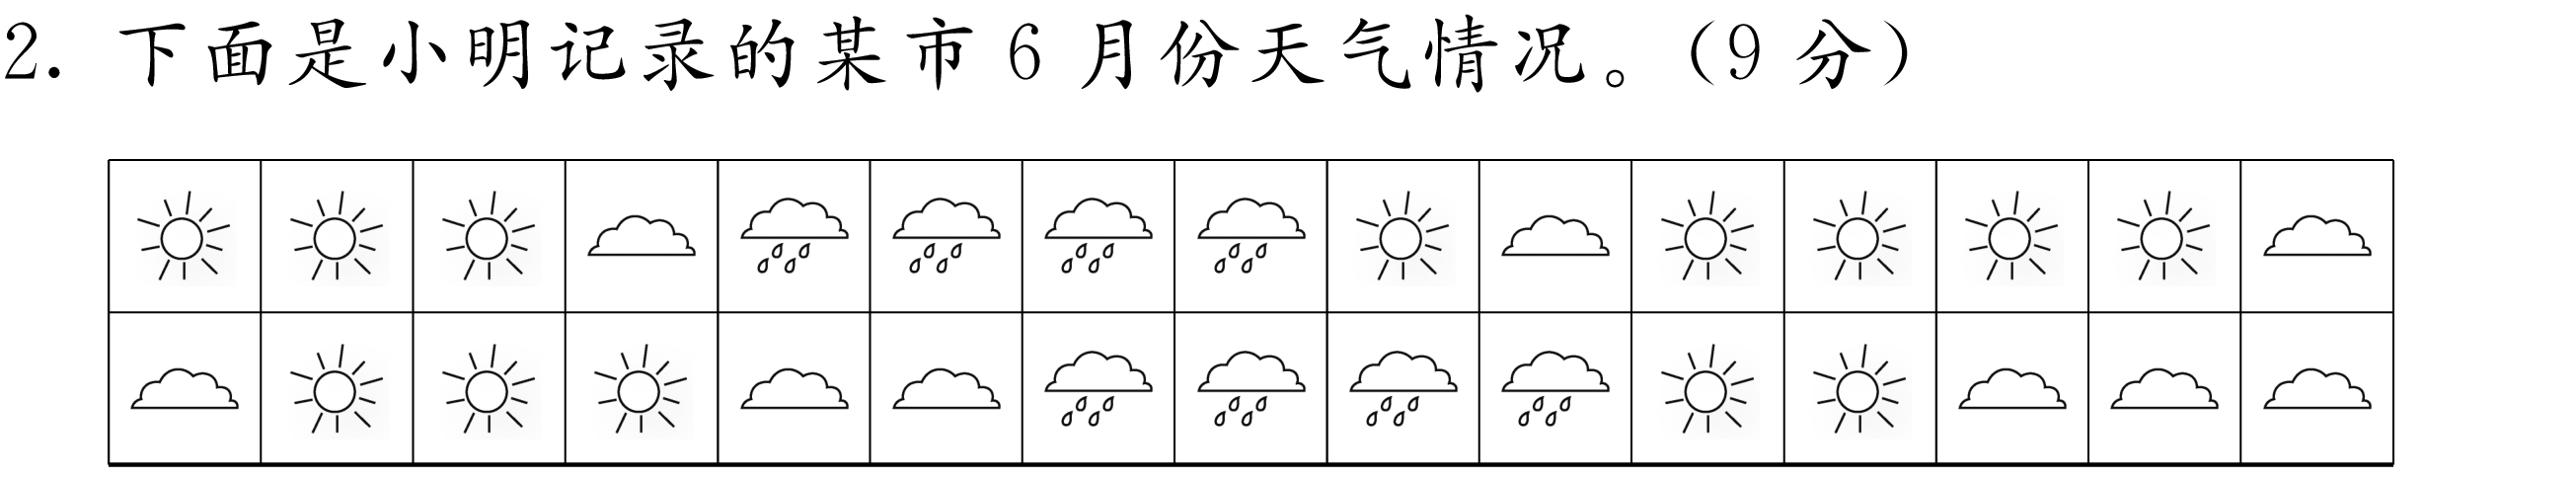 2. 下面是小明记录的某市 6 月份天气情况。(9 分)